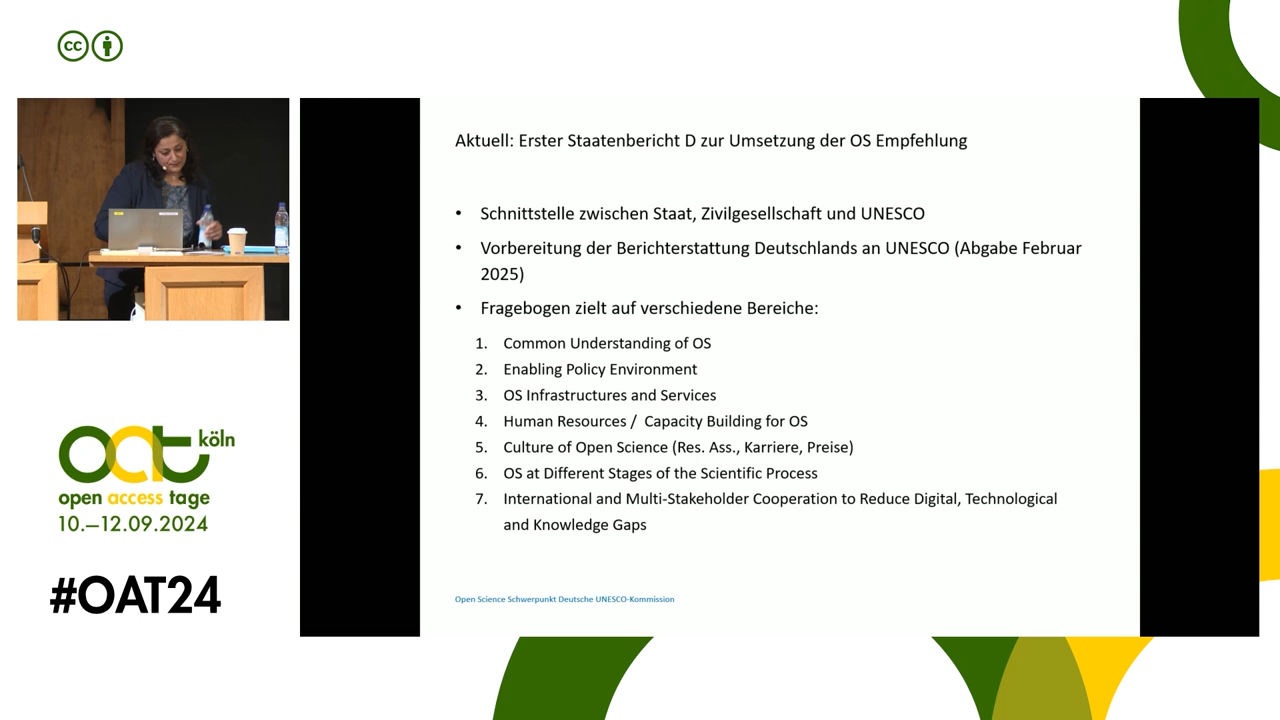 cc
Aktuell: Erster Staatenbericht D zur Umsetzung der OS Empfehlung
• Schnittstelle zwischen Staat, Zivilgesellschaft und UNESCO
• Vorbereitung der Berichterstattung Deutschlands an UNESCO (Abgabe Februar
2025)
• Fragebogen zielt auf verschiedene Bereiche:
1. Common Understanding of OS
2. Enabling Policy Environment
3. OS Infrastructures and Services
4. Human Resources / Capacity Building for OS
5. Culture of Open Science (Res. Ass., Karriere, Preise)
6. OS at Different Stages of the Scientific Process
7. International and Multi-Stakeholder Cooperation to Reduce Digital, Technological
and Knowledge Gaps
Open Science Schwerpunkt Deutsche UNESCO-Kommission
oat köln
open access tage
10.–12.09.2024
#OAT24